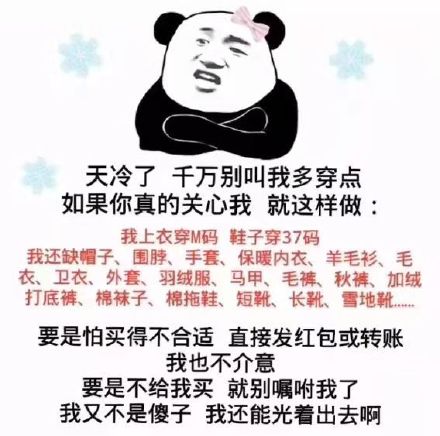 天冷了 千万别叫我多穿点
如果你真的关心我 就这样做：
我上衣穿M码 鞋子穿37码
我还缺帽子、围脖、手套、保暖内衣、羊毛衫、毛
衣、卫衣、外套、羽绒服、马甲、毛裤、秋裤、加绒
打底裤、棉袜子、棉拖鞋、短靴、长靴、雪地靴……
要是怕买得不合适 直接发红包或转账
我也不介意
要是不给我买 就别嘱咐我了
我又不是傻子 我还能光着出去啊